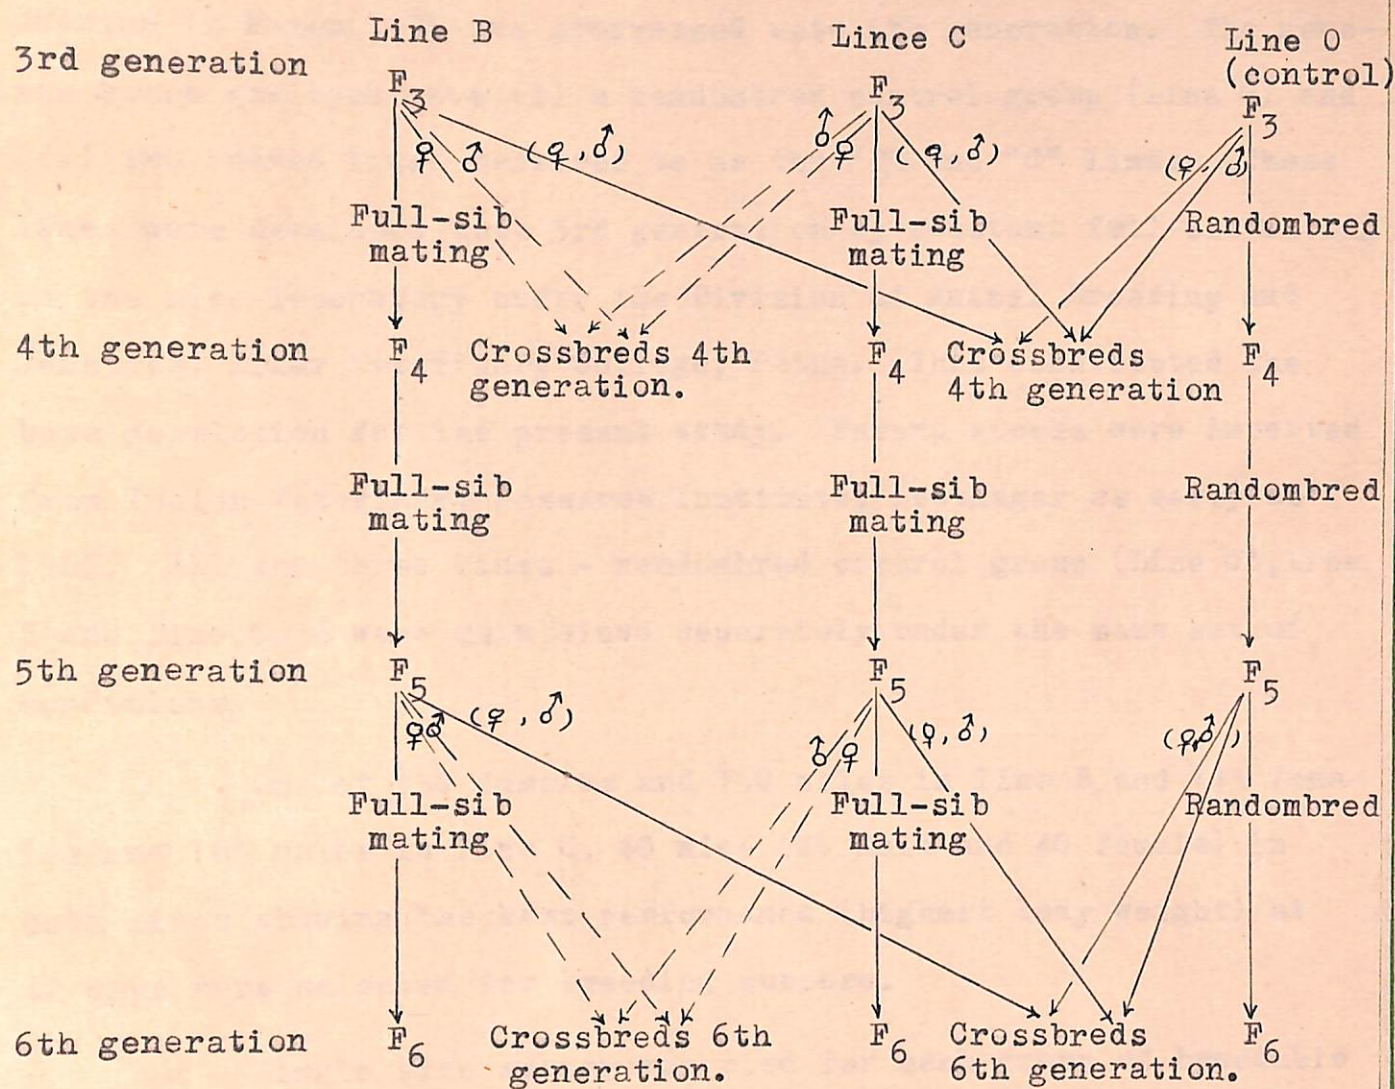 Line B Lince C Line O
3rd generation (control)
F3 F3 F3
♀ ♂ (♀,♂) ♂ ♀ (♀,♂) (♀,♂)
Full-sib Full-sib Randombred
mating mating
4th generation F4 Crossbreds 4th F4 Crossbreds F4
generation. 4th generation
Full-sib Full-sib Randombred
mating mating
5th generation F5 F5 F5
♀♂ (♀,♂) ♂ ♀ (♀,♂) (♀,♂)
Full-sib Full-sib Randombred
mating mating
6th generation F6 Crossbreds 6th F6 Crossbreds F6
generation. 6th generation.